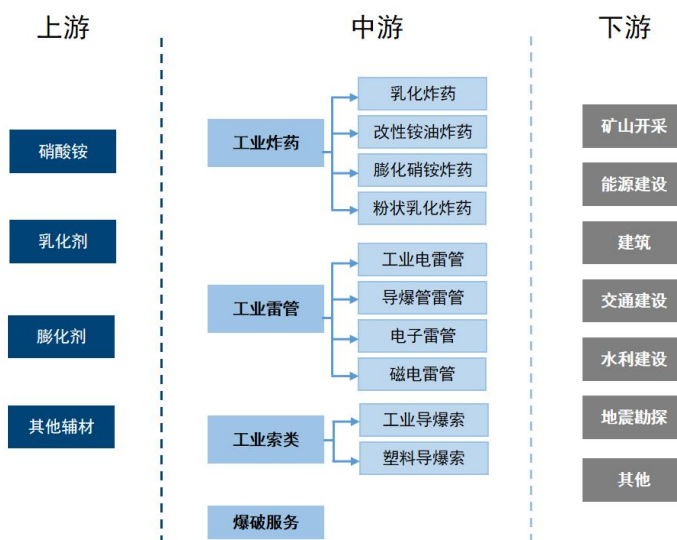 上游
中游
下游
硝酸铵
乳化剂
膨化剂
其他辅材
工业炸药
乳化炸药
改性铵油炸药
膨化硝铵炸药
粉状乳化炸药
工业雷管
工业电雷管
导爆管雷管
电子雷管
磁电雷管
工业索类
工业导爆索
塑料导爆索
爆破服务
矿山开采
能源建设
建筑
交通建设
水利建设
地震勘探
其他